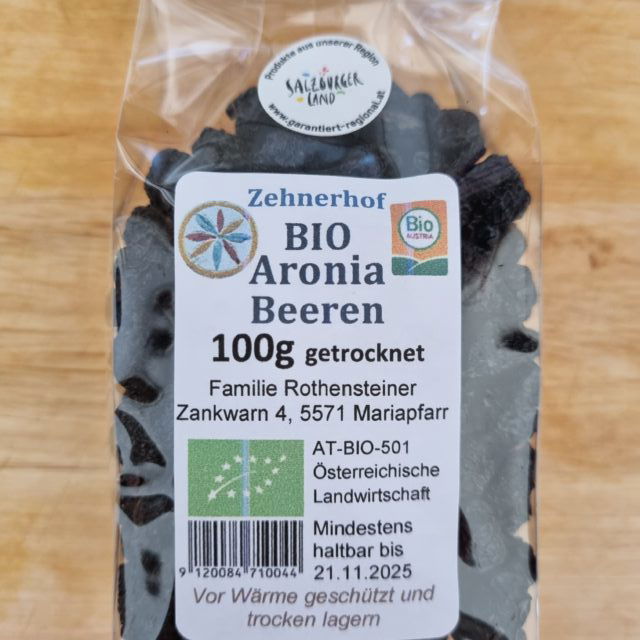 Produkte aus unserer Region
SALZBURGER
LAND
www.garantiert-regional.at
Zehnerhof
BIO
Aronia
Beeren
Bio
AUSTRIA
100g getrocknet
Familie Rothensteiner
Zankwarn 4, 5571 Mariapfarr
AT-BIO-501
Österreichische
Landwirtschaft
Mindestens
haltbar bis
21.11.2025
9 120084 710044
Vor Wärme geschützt und
trocken lagern